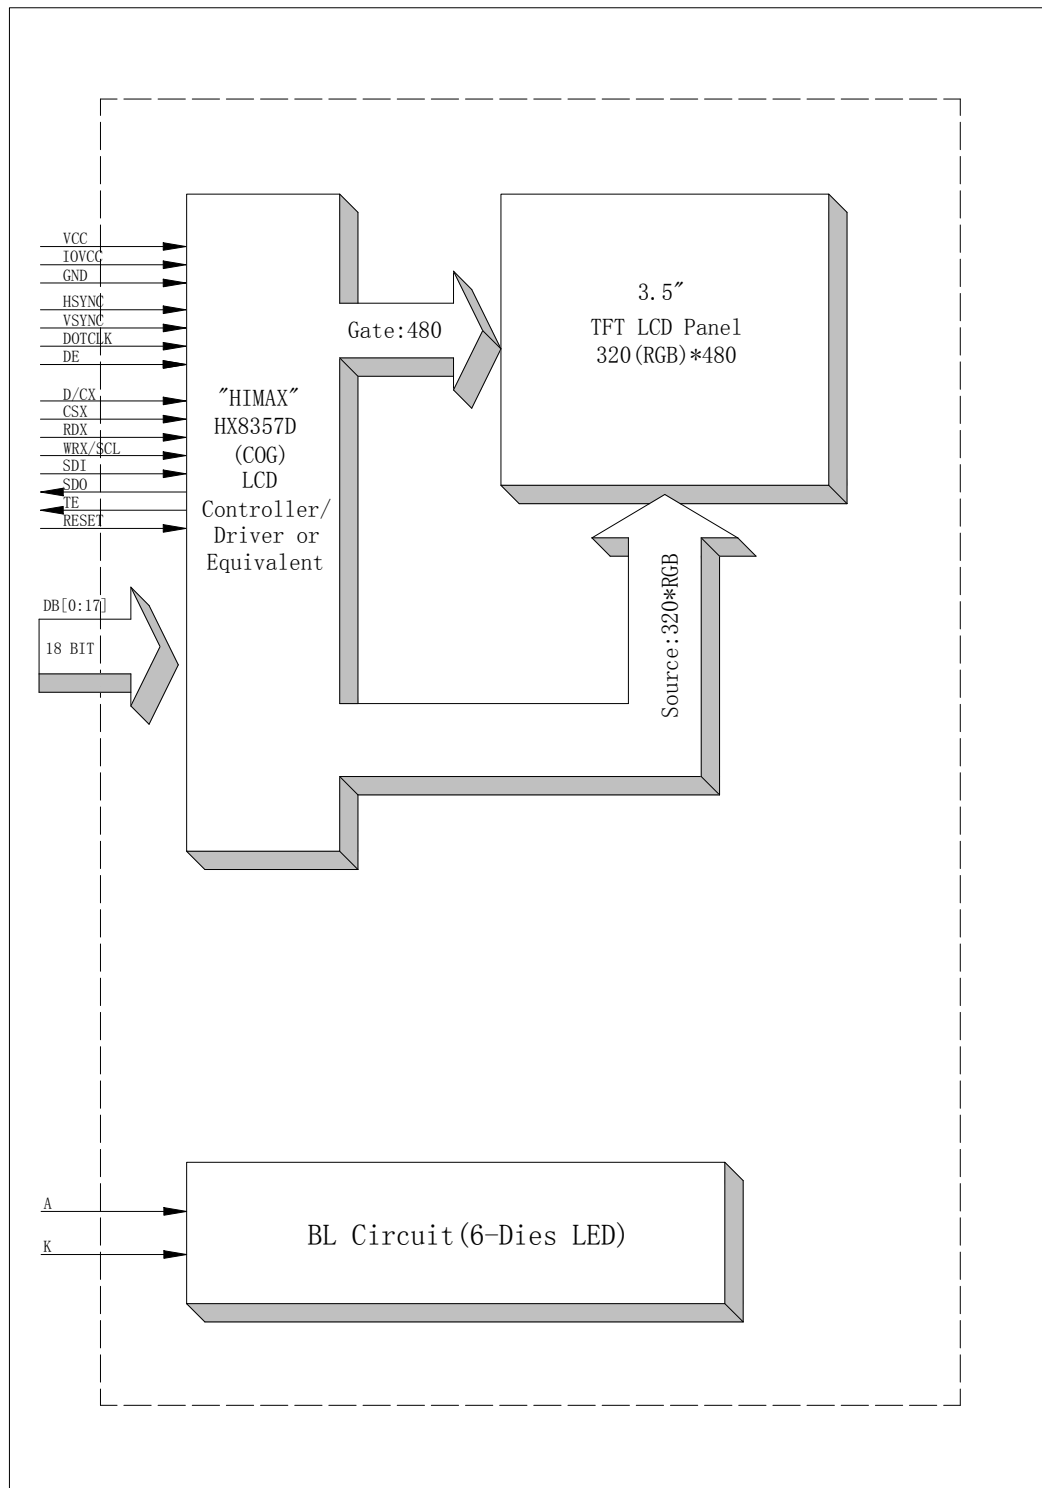 VCC
IOVCC
GND
HSYNC
VSYNC
DOTCLK
DE
D/CX
CSX
RDX
WRX/SCL
SDI
SDO
TE
RESET
DB[0:17]
18 BIT
"HIMAX"
HX8357D
(COG)
LCD
Controller/
Driver or
Equivalent
Gate:480
3.5"
TFT LCD Panel
320(RGB)*480
Source:320*RGB
A
K
BL Circuit(6-Dies LED)